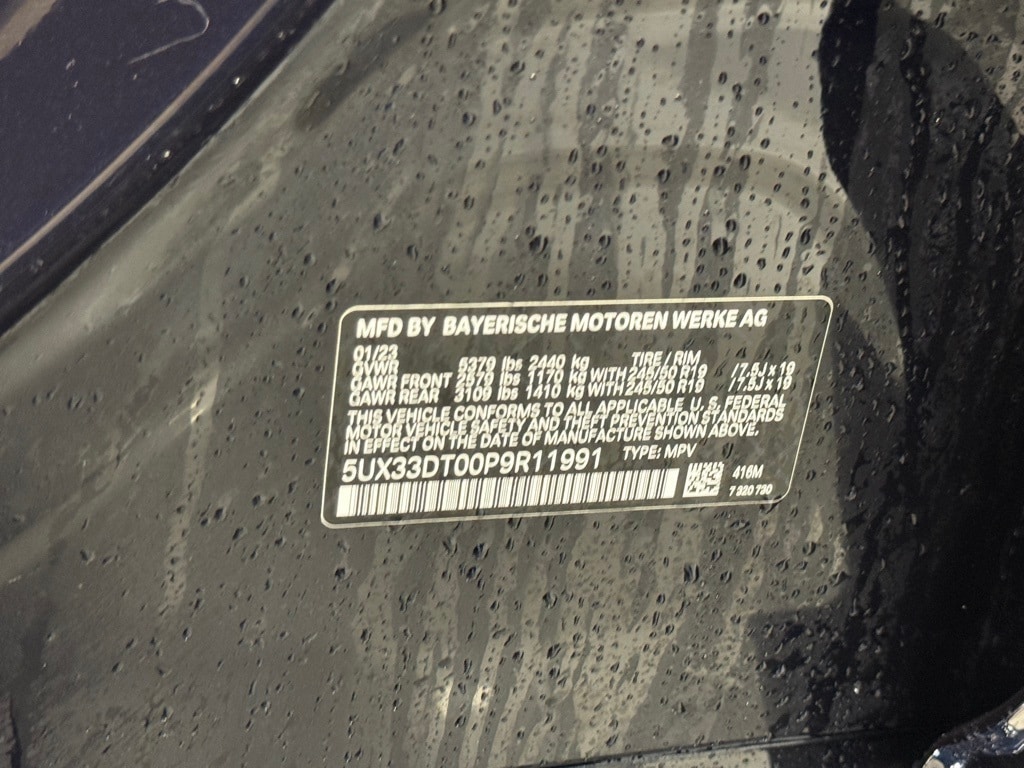 MFD BY BAYERISCHE MOTOREN WERKE AG
01/23
GVWR 5379 lbs 2440 kg TIRE / RIM
GAWR FRONT 2579 lbs 1170 kg WITH 245/50 R19 /7.5J x 19
GAWR REAR 3109 lbs 1410 kg WITH 245/50 R19 /7.5J x 19
THIS VEHICLE CONFORMS TO ALL APPLICABLE U. S. FEDERAL
MOTOR VEHICLE SAFETY AND THEFT PREVENTION STANDARDS
IN EFFECT ON THE DATE OF MANUFACTURE SHOWN ABOVE.
5UX33DT00P9R11991 TYPE: MPV
416M
7 320 730